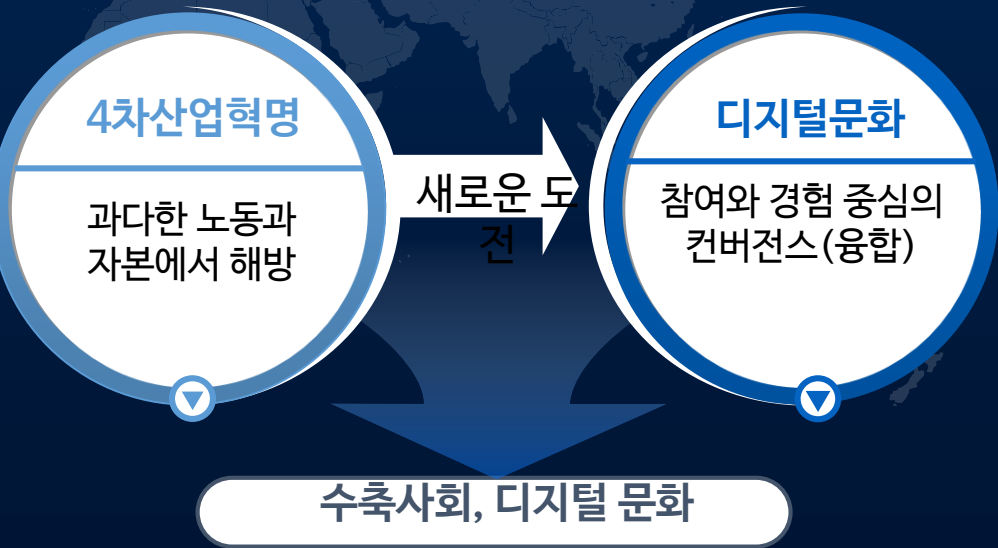 4차산업혁명
과다한 노동과
자본에서 해방
새로운 도
전
디지털문화
참여와 경험 중심의
컨버전스(융합)
수축사회, 디지털 문화